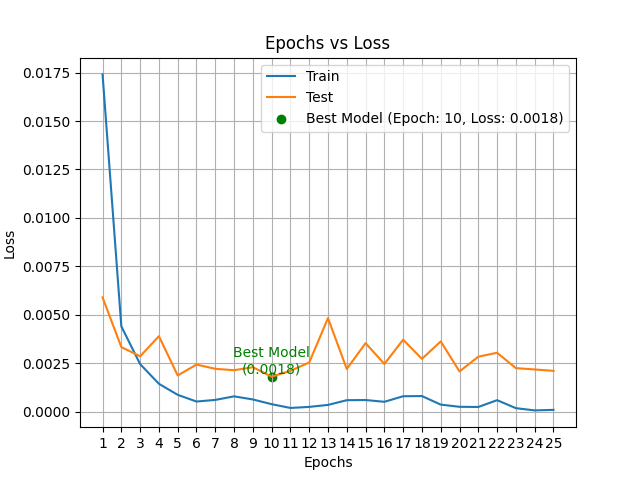 Epochs vs Loss
Train
Test
Best Model (Epoch: 10, Loss: 0.0018)
0.0175
0.0150
0.0125
0.0100
0.0075
0.0050
0.0025
0.0000
Loss
Best Model
(0.0018)
1 2 3 4 5 6 7 8 9 10 11 12 13 14 15 16 17 18 19 20 21 22 23 24 25
Epochs